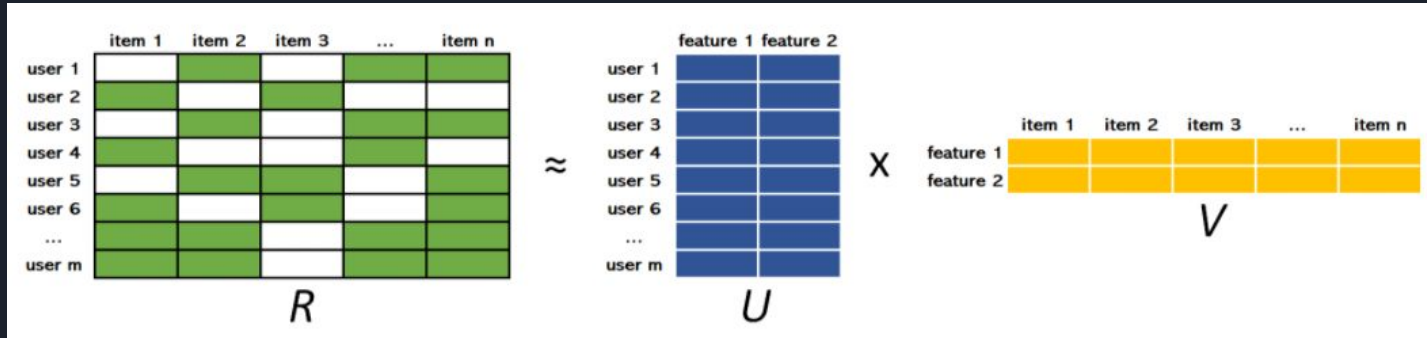 item 1 item 2 item 3 ... item n
user 1
user 2
user 3
user 4
user 5
user 6
...
user m
R
≈
feature 1 feature 2
user 1
user 2
user 3
user 4
user 5
user 6
...
user m
U
x
item 1 item 2 item 3 ... item n
feature 1
feature 2
V